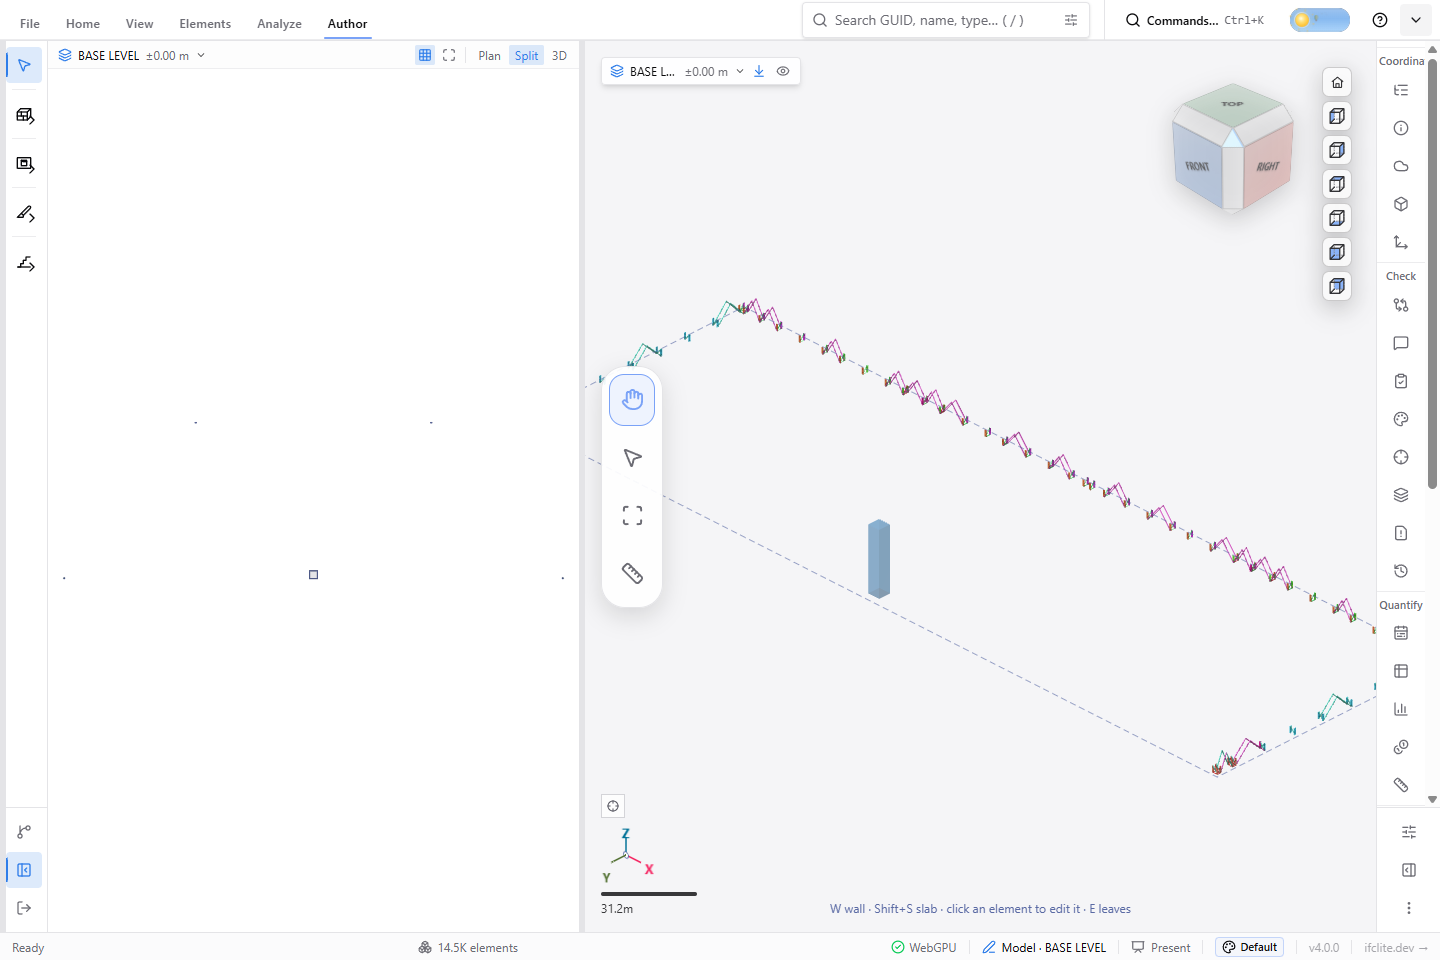 File Home View Elements Analyze Author
Search GUID, name, type... ( / )
Commands... Ctrl+K
BASE LEVEL ±0.00 m
Plan Split 3D
BASE L... ±0.00 m
TOP
FRONT
RIGHT
Coordina
Check
Quantify
Z
X
Y
31.2m
W wall · Shift+S slab · click an element to edit it · E leaves
Ready
14.5K elements
WebGPU
Model · BASE LEVEL
Present
Default
v4.0.0
ifclite.dev →